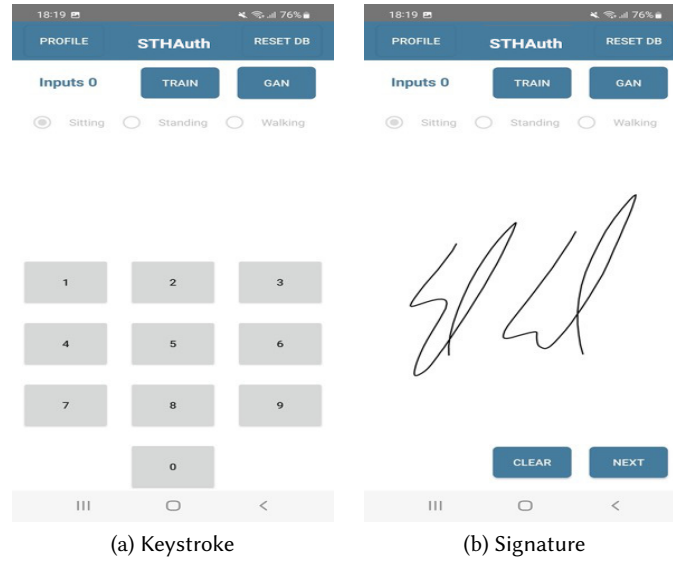 18:19 76%
PROFILE STHAuth RESET DB
Inputs 0 TRAIN GAN
Sitting Standing Walking
1 2 3
4 5 6
7 8 9
0
(a) Keystroke
18:19 76%
PROFILE STHAuth RESET DB
Inputs 0 TRAIN GAN
Sitting Standing Walking
CLEAR NEXT
(b) Signature